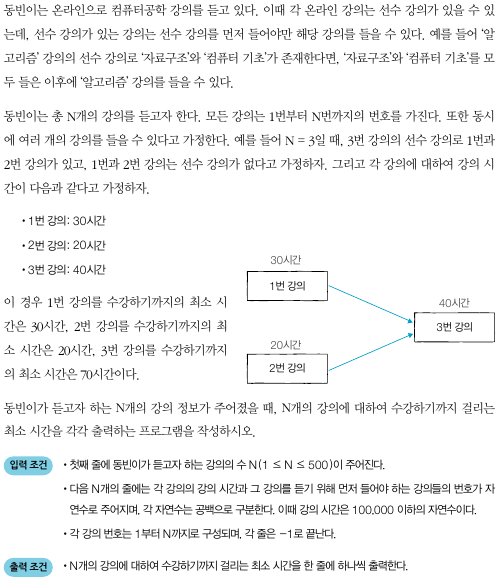 동빈이는 온라인으로 컴퓨터공학 강의를 듣고 있다. 이때 각 온라인 강의는 선수 강의가 있을 수 있
는데, 선수 강의가 있는 강의는 선수 강의를 먼저 들어야만 해당 강의를 들을 수 있다. 예를 들어 '알
고리즘' 강의의 선수 강의로 '자료구조'와 '컴퓨터 기초'가 존재한다면, '자료구조'와 '컴퓨터 기초'를 모
두 들은 이후에 '알고리즘' 강의를 들을 수 있다.
동빈이는 총 N개의 강의를 듣고자 한다. 모든 강의는 1번부터 N번까지의 번호를 가진다. 또한 동시
에 여러 개의 강의를 들을 수 있다고 가정한다. 예를 들어 N = 3일 때, 3번 강의의 선수 강의로 1번과
2번 강의가 있고, 1번과 2번 강의는 선수 강의가 없다고 가정하자. 그리고 각 강의에 대하여 강의 시
간이 다음과 같다고 가정하자.
• 1번 강의: 30시간
• 2번 강의: 20시간
• 3번 강의: 40시간
이 경우 1번 강의를 수강하기까지의 최소 시
간은 30시간, 2번 강의를 수강하기까지의 최
소 시간은 20시간, 3번 강의를 수강하기까지
의 최소 시간은 70시간이다.
30시간
1번 강의
40시간
3번 강의
20시간
2번 강의
동빈이가 듣고자 하는 N개의 강의 정보가 주어졌을 때, N개의 강의에 대하여 수강하기까지 걸리는
최소 시간을 각각 출력하는 프로그램을 작성하시오.
입력 조건 • 첫째 줄에 동빈이가 듣고자 하는 강의의 수 N(1 ≤ N ≤ 500)이 주어진다.
• 다음 N개의 줄에는 각 강의의 강의 시간과 그 강의를 듣기 위해 먼저 들어야 하는 강의들의 번호가 자
연수로 주어지며, 각 자연수는 공백으로 구분한다. 이때 강의 시간은 100,000 이하의 자연수이다.
• 각 강의 번호는 1부터 N까지로 구성되며, 각 줄은 -1로 끝난다.
출력 조건 • N개의 강의에 대하여 수강하기까지 걸리는 최소 시간을 한 줄에 하나씩 출력한다.